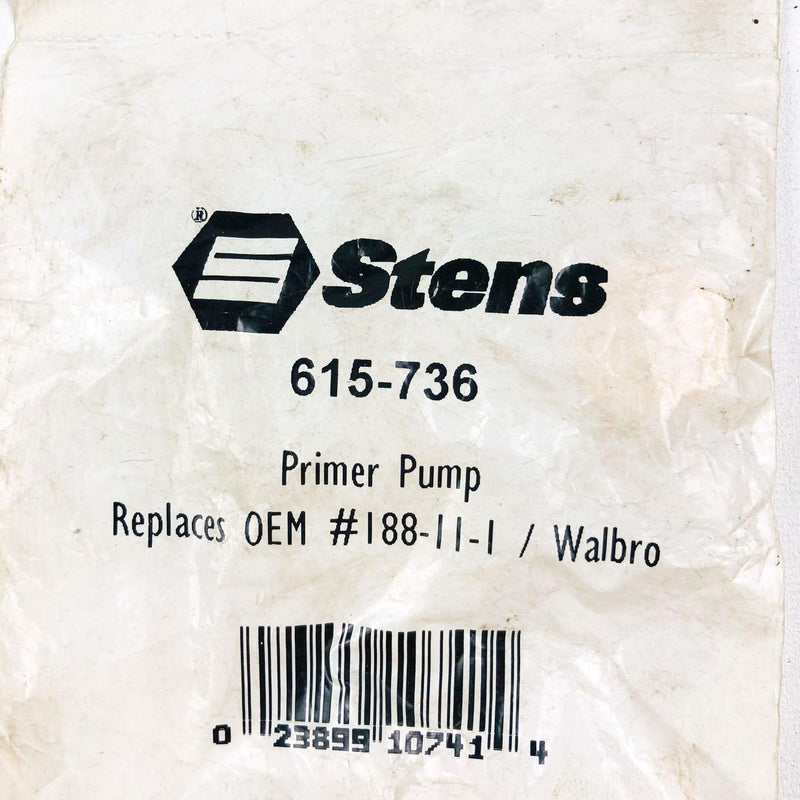 ® Stens
615-736
Primer Pump
Replaces OEM #188-11-1 / Walbro
0 23899 10741 4